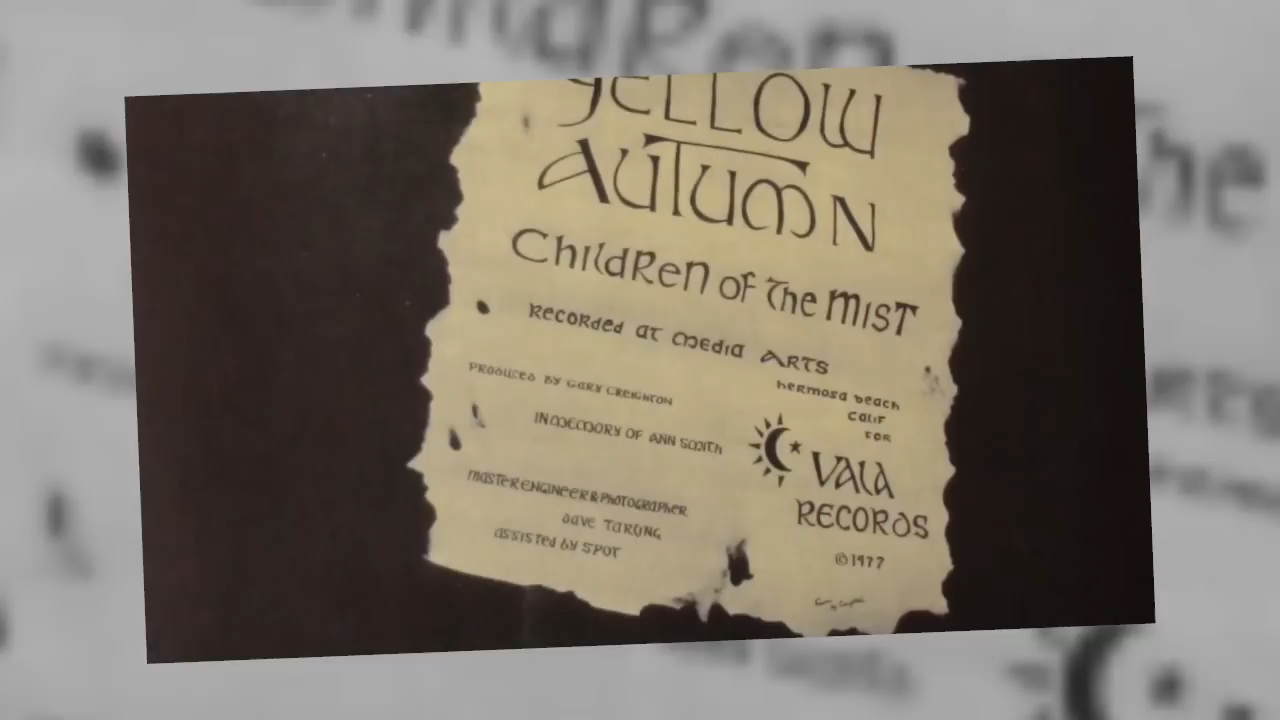 YELLOW
AUTUMN
Children of The MIST
RecoRded at media ARTS
hermosa beach
CALIF
FOR
PRODUCED BY GARY CREIGHTON
IN MEMORY OF ANN SMITH
VALA
RECORDS
©1977
MASTER ENGINEER & PHOTOGRAPHER
DAVE TARLING
assisted by SPOT